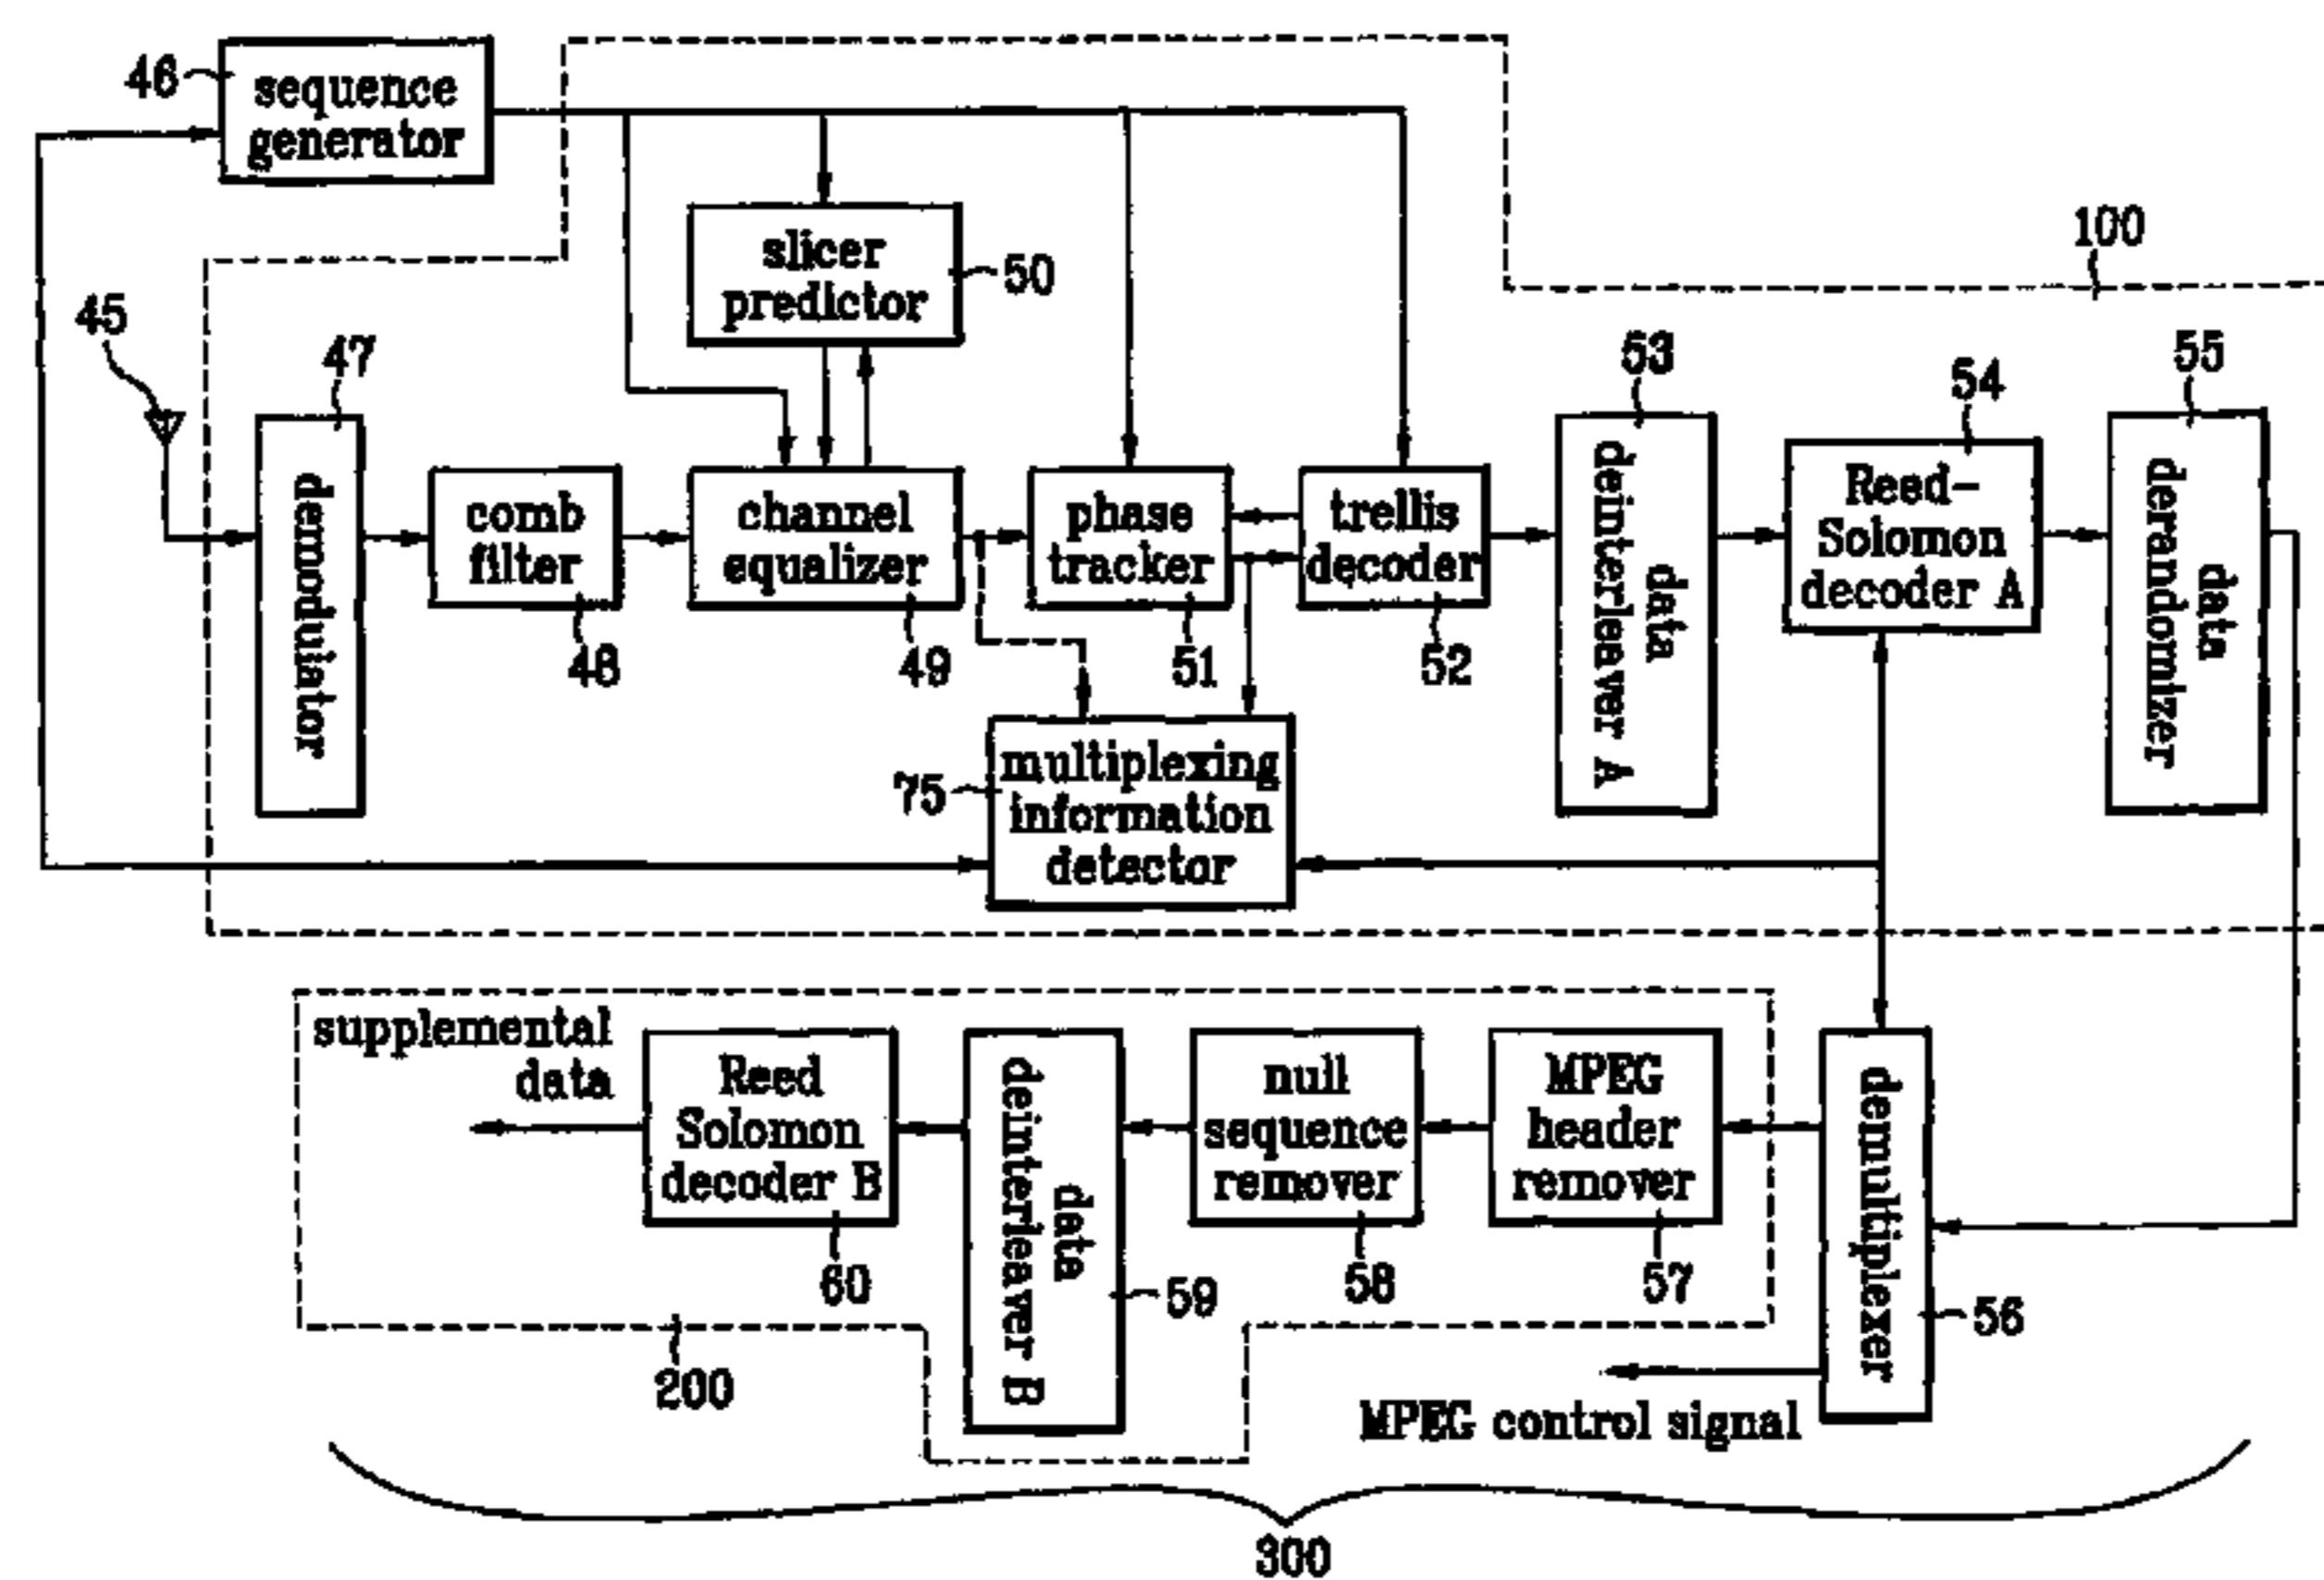 46
sequence
generator
100
slicer
predictor
50
45
47
53
54
55
demoduiator
comb
filter
48
channel
equalizer
49
phase
tracker
51
trellis
decoder
52
data
deinterleaver A
Reed-
Solomon
decoder A
data
derandomizer
75
multiplexing
information
detector
supplemental
data
Reed
Solomon
decoder B
60
data
deinterleaver B
59
null
sequence
remover
58
MPEG
header
remover
57
demultiplexer
56
200
MPEG control signal
300